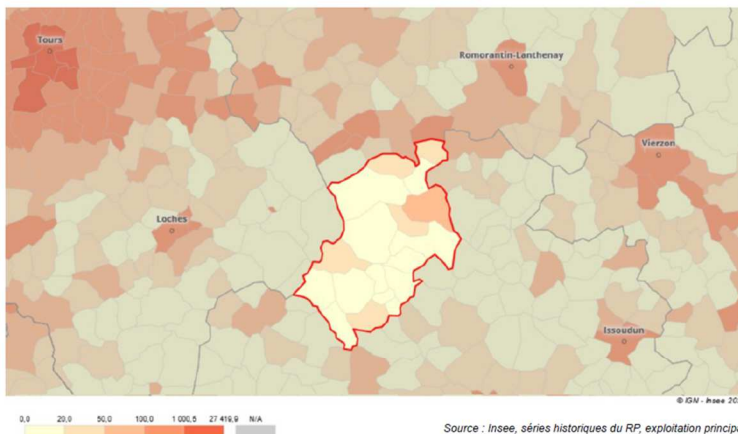 Tours
Romorantin-Lanthenay
Vierzon
Loches
Issoudun
© IGN - Insee 20
0,0 20,0 50,0 100,0 1 000,5 27 419,9 N/A
Source : Insee, séries historiques du RP, exploitation princip